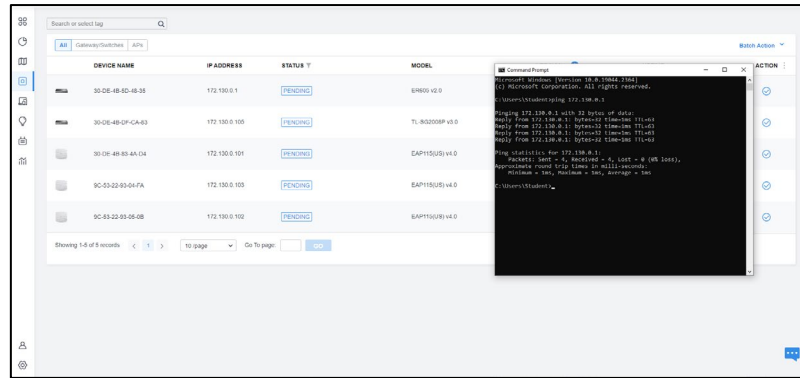 Search or select tag
All Gateway/Switches APs
Batch Action
DEVICE NAME IP ADDRESS STATUS MODEL ACTION
30-DE-4B-8D-48-35 172.130.0.1 PENDING ER605 v2.0
30-DE-4B-DF-CA-83 172.130.0.100 PENDING TL-SG2008P v3.0
30-DE-4B-83-4A-D4 172.130.0.101 PENDING EAP115(US) v4.0
9C-53-22-93-04-FA 172.130.0.103 PENDING EAP115(US) v4.0
9C-53-22-93-05-0B 172.130.0.102 PENDING EAP115(US) v4.0
Showing 1-5 of 5 records < 1 > 10 /page Go To page: GO
Command Prompt
Microsoft Windows [Version 10.0.19044.2364]
(c) Microsoft Corporation. All rights reserved.
C:\Users\Student>ping 172.130.0.1
Pinging 172.130.0.1 with 32 bytes of data:
Reply from 172.130.0.1: bytes=32 time=1ms TTL=63
Reply from 172.130.0.1: bytes=32 time=1ms TTL=63
Reply from 172.130.0.1: bytes=32 time=1ms TTL=63
Reply from 172.130.0.1: bytes=32 time=1ms TTL=63
Ping statistics for 172.130.0.1:
Packets: Sent = 4, Received = 4, Lost = 0 (0% loss),
Approximate round trip times in milli-seconds:
Minimum = 1ms, Maximum = 1ms, Average = 1ms
C:\Users\Student>